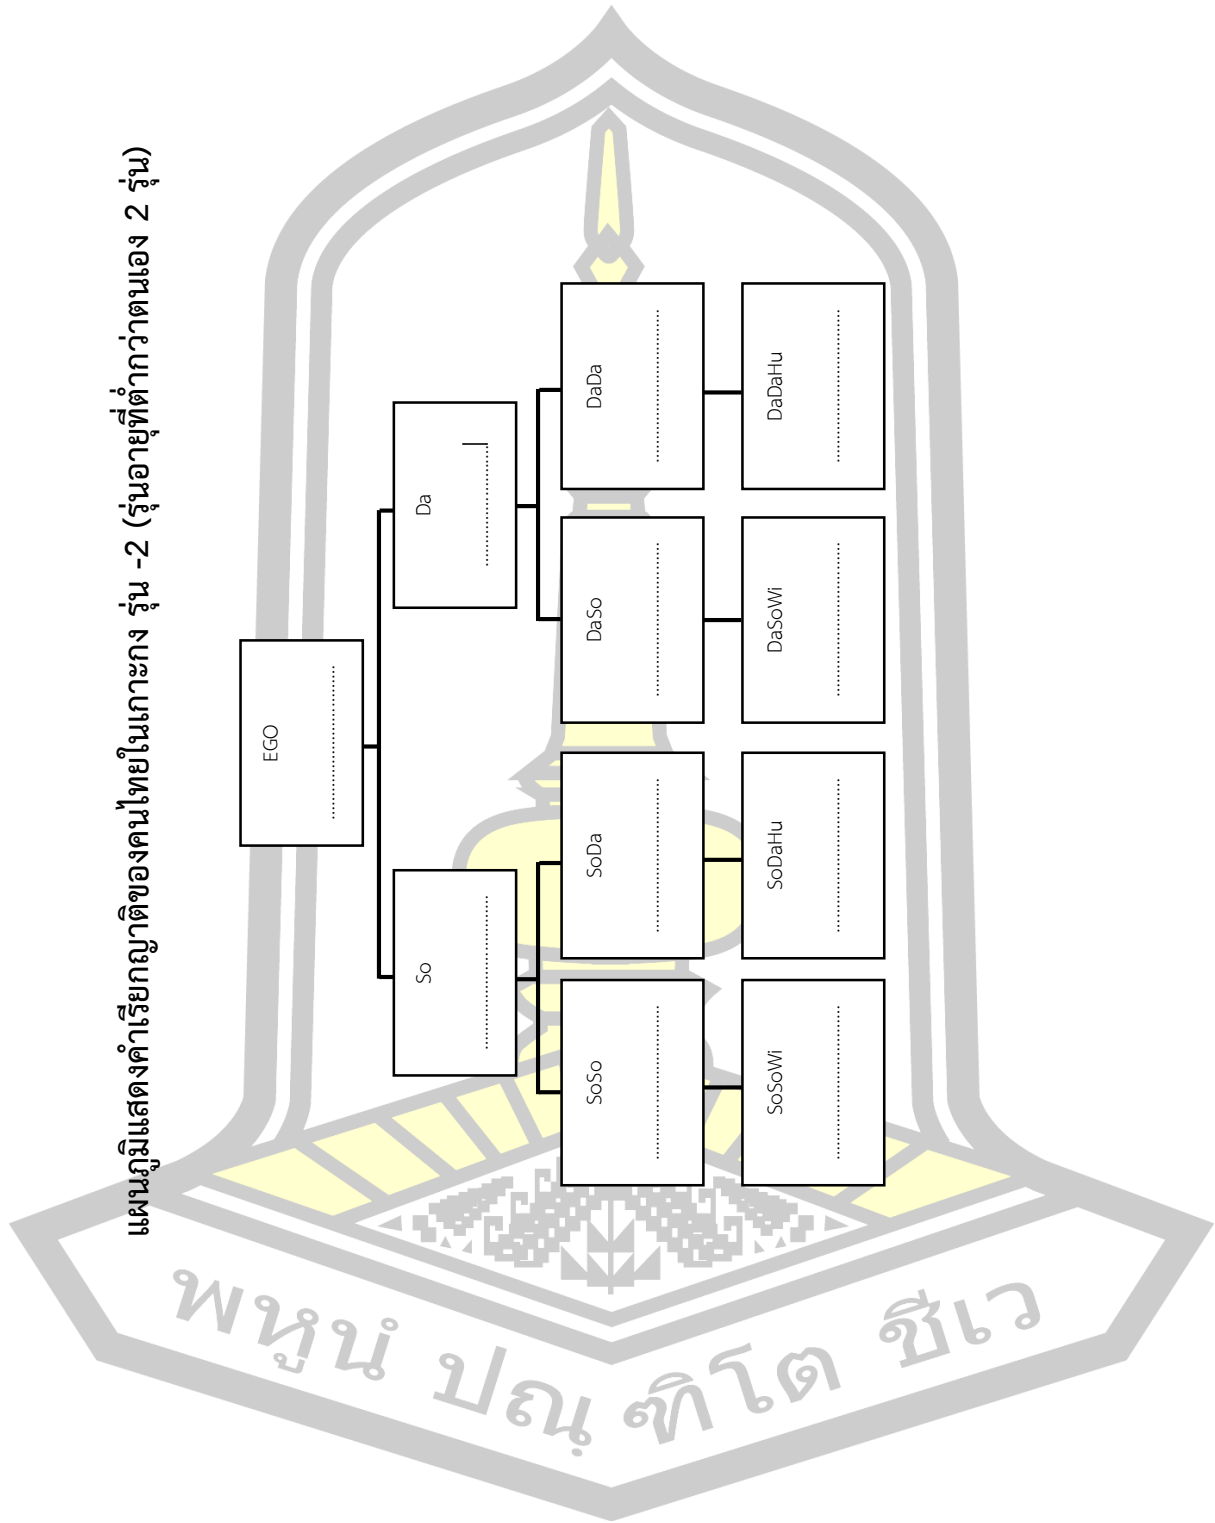 แผนภูมิแสดงคำเรียกญาติของคนไทยในเกาะกง รุ่น -2 (รุ่นอายุที่ต่ำกว่าตนเอง 2 รุ่น)
EGO
So
Da
SoSo
SoDa
DaSo
DaDa
SoSoWi
SoDaHu
DaSoWi
DaDaHu
พหูนํ ปณฺฑิโต ชีเว